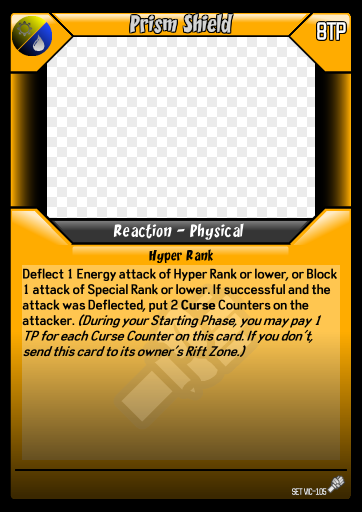 Prism Shield
8TP
Reaction - Physical
Hyper Rank
Deflect 1 Energy attack of Hyper Rank or lower, or Block
1 attack of Special Rank or lower. If successful and the
attack was Deflected, put 2 Curse Counters on the
attacker. (During your Starting Phase, you may pay 1
TP for each Curse Counter on this card. If you don't,
send this card to its owner's Rift Zone.)
SET VIC-105